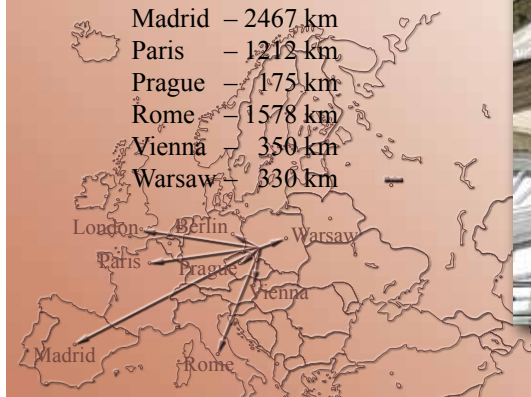 Madrid – 2467 km
Paris – 1212 km
Prague – 175 km
Rome – 1578 km
Vienna – 350 km
Warsaw – 330 km
London
Berlin
Warsaw
Paris
Prague
Vienna
Madrid
Rome